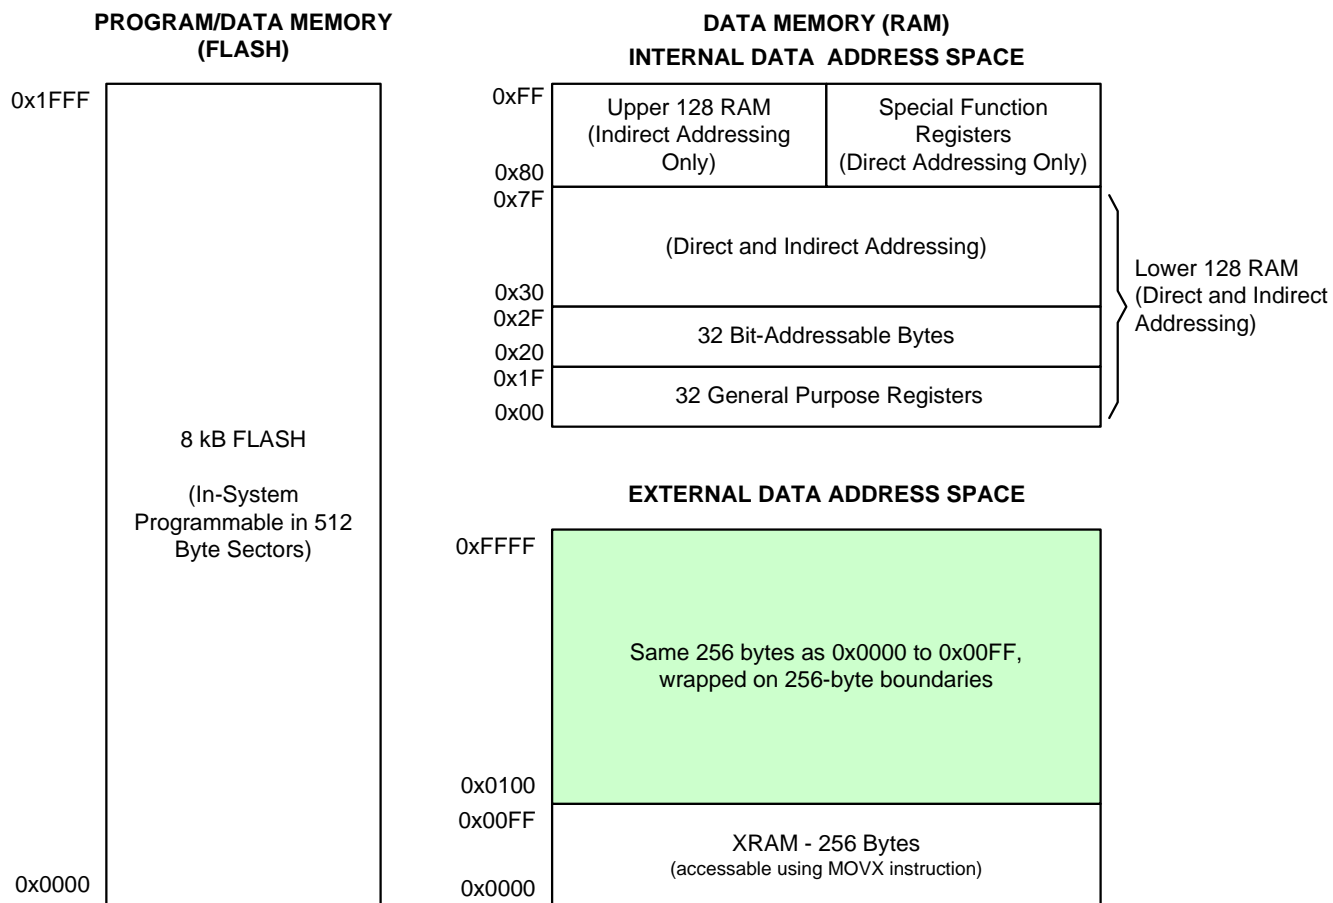 PROGRAM/DATA MEMORY
(FLASH)
0x1FFF
8 kB FLASH
(In-System
Programmable in 512
Byte Sectors)
0x0000
DATA MEMORY (RAM)
INTERNAL DATA ADDRESS SPACE
0xFF
Upper 128 RAM
(Indirect Addressing
Only)
Special Function
Registers
(Direct Addressing Only)
0x80
0x7F
(Direct and Indirect Addressing)
0x30
0x2F
32 Bit-Addressable Bytes
0x20
0x1F
32 General Purpose Registers
0x00
Lower 128 RAM
(Direct and Indirect
Addressing)
EXTERNAL DATA ADDRESS SPACE
0xFFFF
Same 256 bytes as 0x0000 to 0x00FF,
wrapped on 256-byte boundaries
0x0100
0x00FF
XRAM - 256 Bytes
(accessable using MOVX instruction)
0x0000